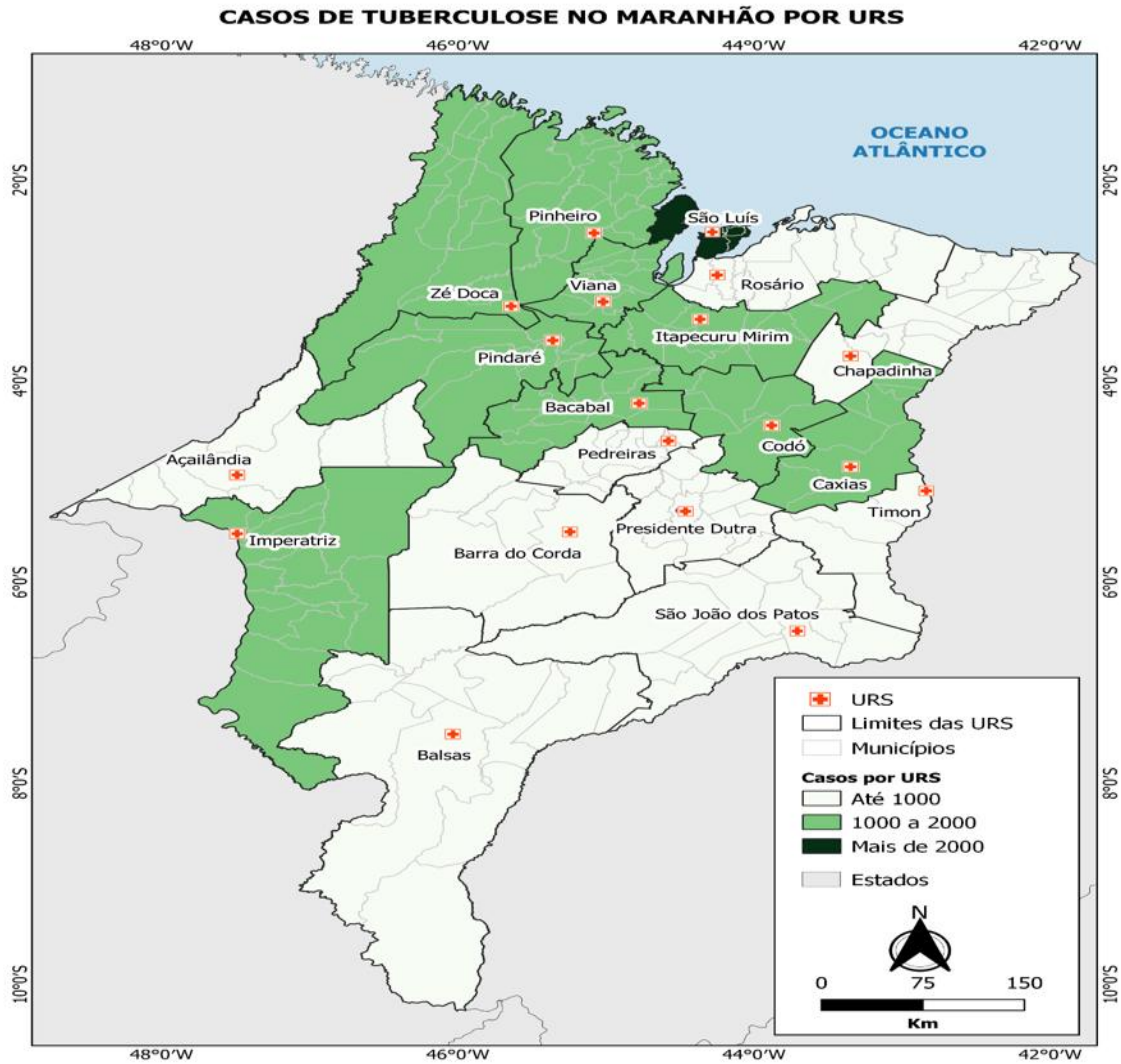 CASOS DE TUBERCULOSE NO MARANHÃO POR URS
48°0'W 46°0'W 44°0'W 42°0'W
OCEANO
ATLÂNTICO
2°0'S 2°0'S
São Luís
Pinheiro
Rosário
Viana
Zé Doca
Itapecuru Mirim
Pindaré
Chapadinha
4°0'S 4°0'S
Bacabal
Codó
Pedreiras
Açailândia
Caxias
Timon
Presidente Dutra
Imperatriz
Barra do Corda
6°0'S 6°0'S
São João dos Patos
Balsas
8°0'S 8°0'S
10°0'S 10°0'S
URS
Limites das URS
Municípios
Casos por URS
Até 1000
1000 a 2000
Mais de 2000
Estados
N
0 75 150
Km
48°0'W 46°0'W 44°0'W 42°0'W